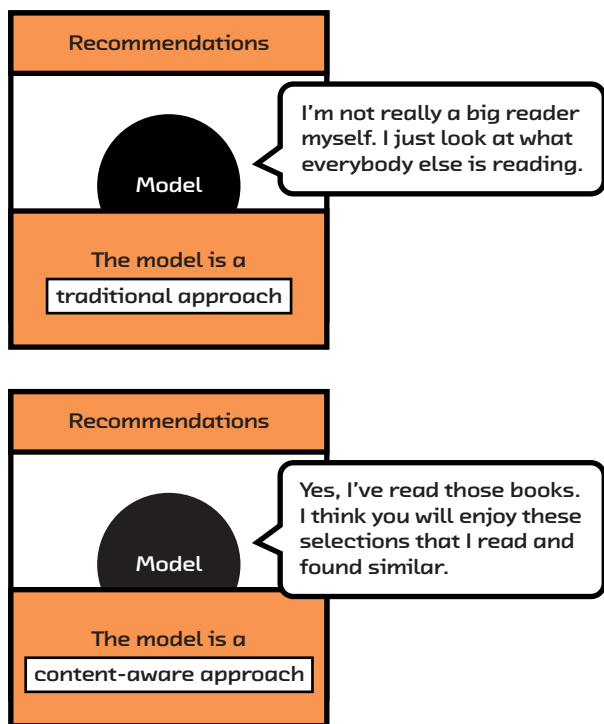 Recommendations
I'm not really a big reader
myself. I just look at what
everybody else is reading.
Model
The model is a
traditional approach
Recommendations
Yes, I've read those books.
I think you will enjoy these
selections that I read and
found similar.
Model
The model is a
content-aware approach